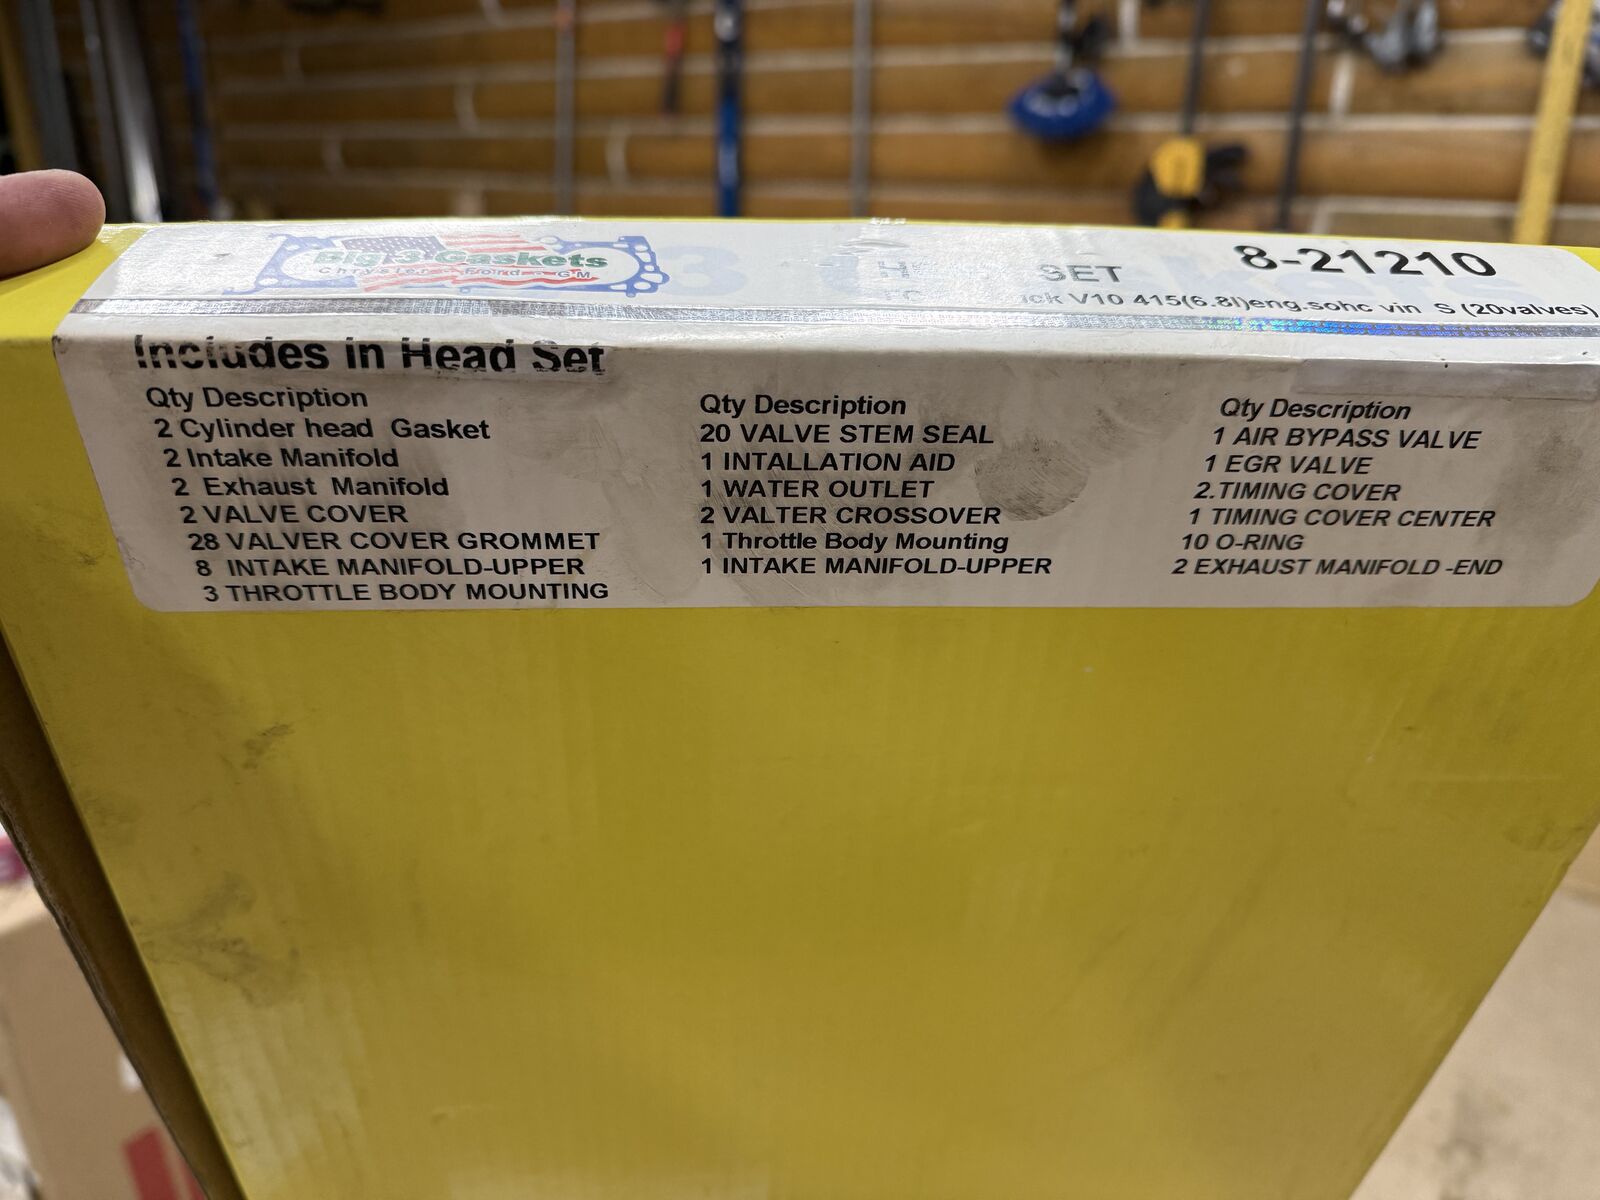 Big 3 Gaskets
Chrysler - Ford - GM
SET
8-21210
V10 415(6.8l)eng.sohc vin S (20valves)
Includes in Head Set
Qty Description
2 Cylinder head Gasket
2 Intake Manifold
2 Exhaust Manifold
2 VALVE COVER
28 VALVER COVER GROMMET
8 INTAKE MANIFOLD-UPPER
3 THROTTLE BODY MOUNTING
Qty Description
20 VALVE STEM SEAL
1 INTALLATION AID
1 WATER OUTLET
2 VALTER CROSSOVER
1 Throttle Body Mounting
1 INTAKE MANIFOLD-UPPER
Qty Description
1 AIR BYPASS VALVE
1 EGR VALVE
2.TIMING COVER
1 TIMING COVER CENTER
10 O-RING
2 EXHAUST MANIFOLD -END